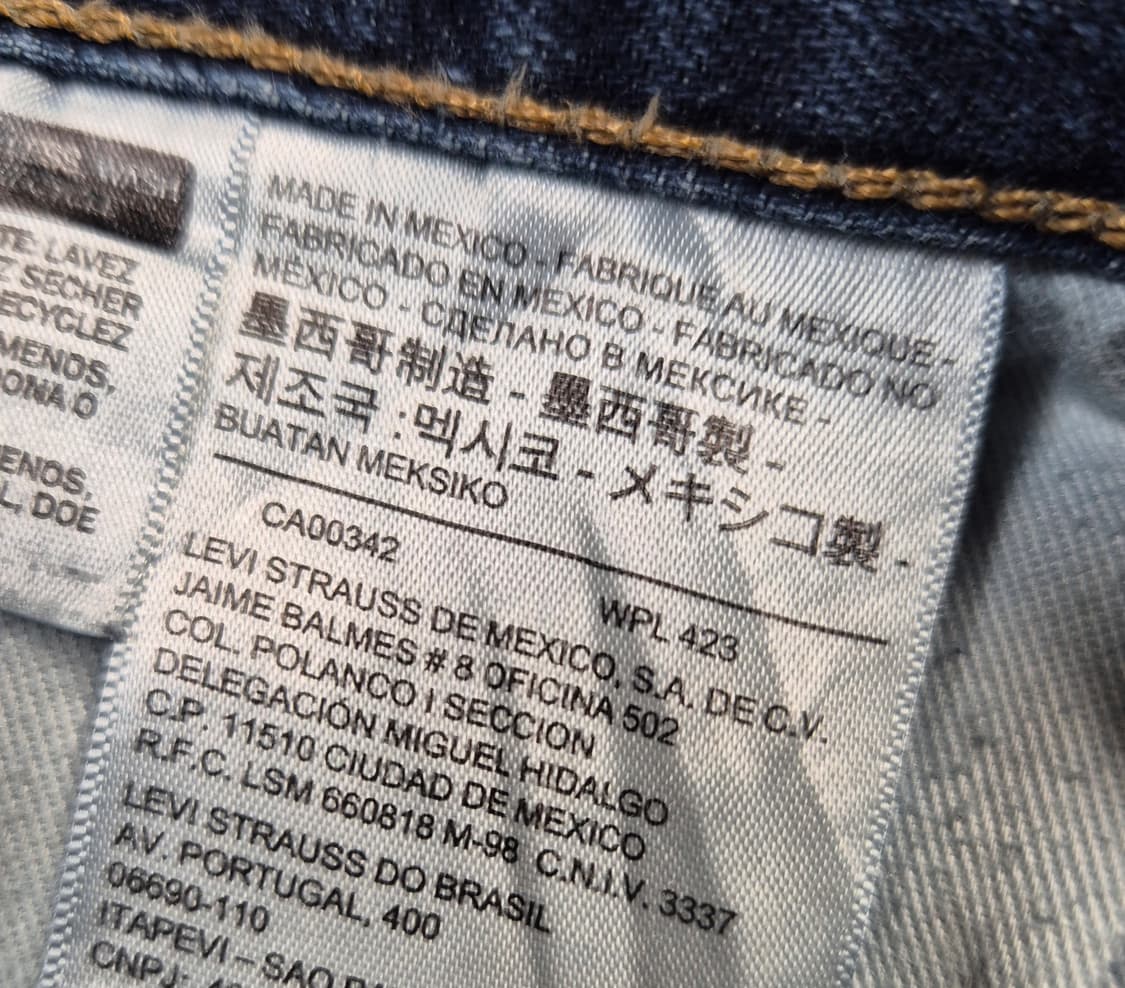 TE: LAVEZ
Z SECHER
ECYCLEZ
MENOS,
DONA O
ENOS,
L, DOE
MADE IN MEXICO - FABRIQUE AU MEXIQUE -
FABRICADO EN MEXICO - FABRICADO NO
MÉXICO - СДЕЛАНО В МЕКСИКЕ -
墨西哥制造 - 墨西哥製 -
제조국 : 멕시코 - メキシコ製 -
BUATAN MEKSIKO
CA00342
WPL 423
LEVI STRAUSS DE MEXICO, S.A. DE C.V.
JAIME BALMES # 8 OFICINA 502
COL. POLANCO I SECCION
DELEGACIÓN MIGUEL HIDALGO
C.P. 11510 CIUDAD DE MEXICO
R.F.C. LSM 660818 M-98 C.N.I.V. 3337
LEVI STRAUSS DO BRASIL
AV. PORTUGAL, 400
06690-110
ITAPEVI – SAO
CNPJ: